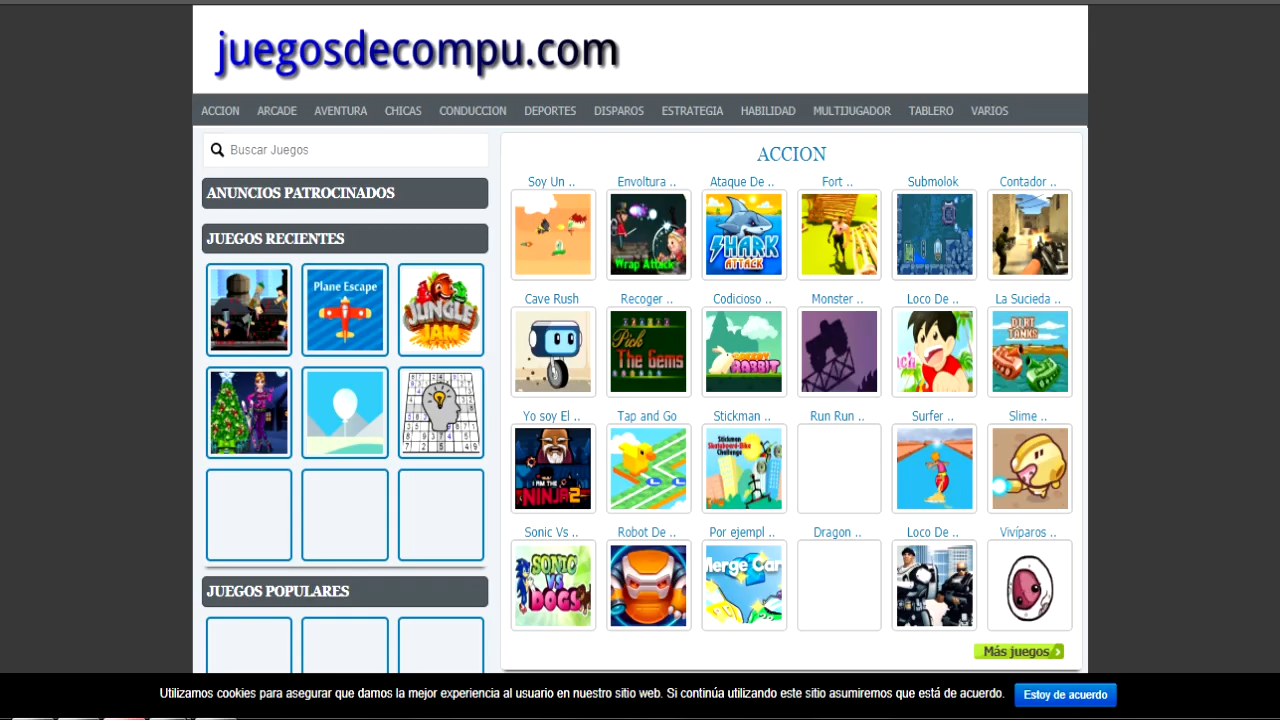 juegosdecompu.com
ACCION ARCADE AVENTURA CHICAS CONDUCCION DEPORTES DISPAROS ESTRATEGIA HABILIDAD MULTIJUGADOR TABLERO VARIOS
Buscar Juegos
ANUNCIOS PATROCINADOS
JUEGOS RECIENTES
Plane Escape
JUNGLE
JAM
JUEGOS POPULARES
ACCION
Soy Un .. Envoltura .. Ataque De .. Fort .. Submolok Contador ..
Wrap Attack
SHARK
ATTACK
Cave Rush Recoger .. Codicioso .. Monster .. Loco De .. La Sucieda ..
Pick
The Gems
RABBIT
DIRT
TANKS
Yo soy El .. Tap and Go Stickman .. Run Run .. Surfer .. Slime ..
I AM THE
NINJA 2
Stickman
Skateboard-Bike
Challenge
Sonic Vs .. Robot De .. Por ejempl .. Dragon .. Loco De .. Vivíparos ..
SONIC
VS
DOGS
Merge Car
Más juegos
Utilizamos cookies para asegurar que damos la mejor experiencia al usuario en nuestro sitio web. Si continúa utilizando este sitio asumiremos que está de acuerdo. Estoy de acuerdo